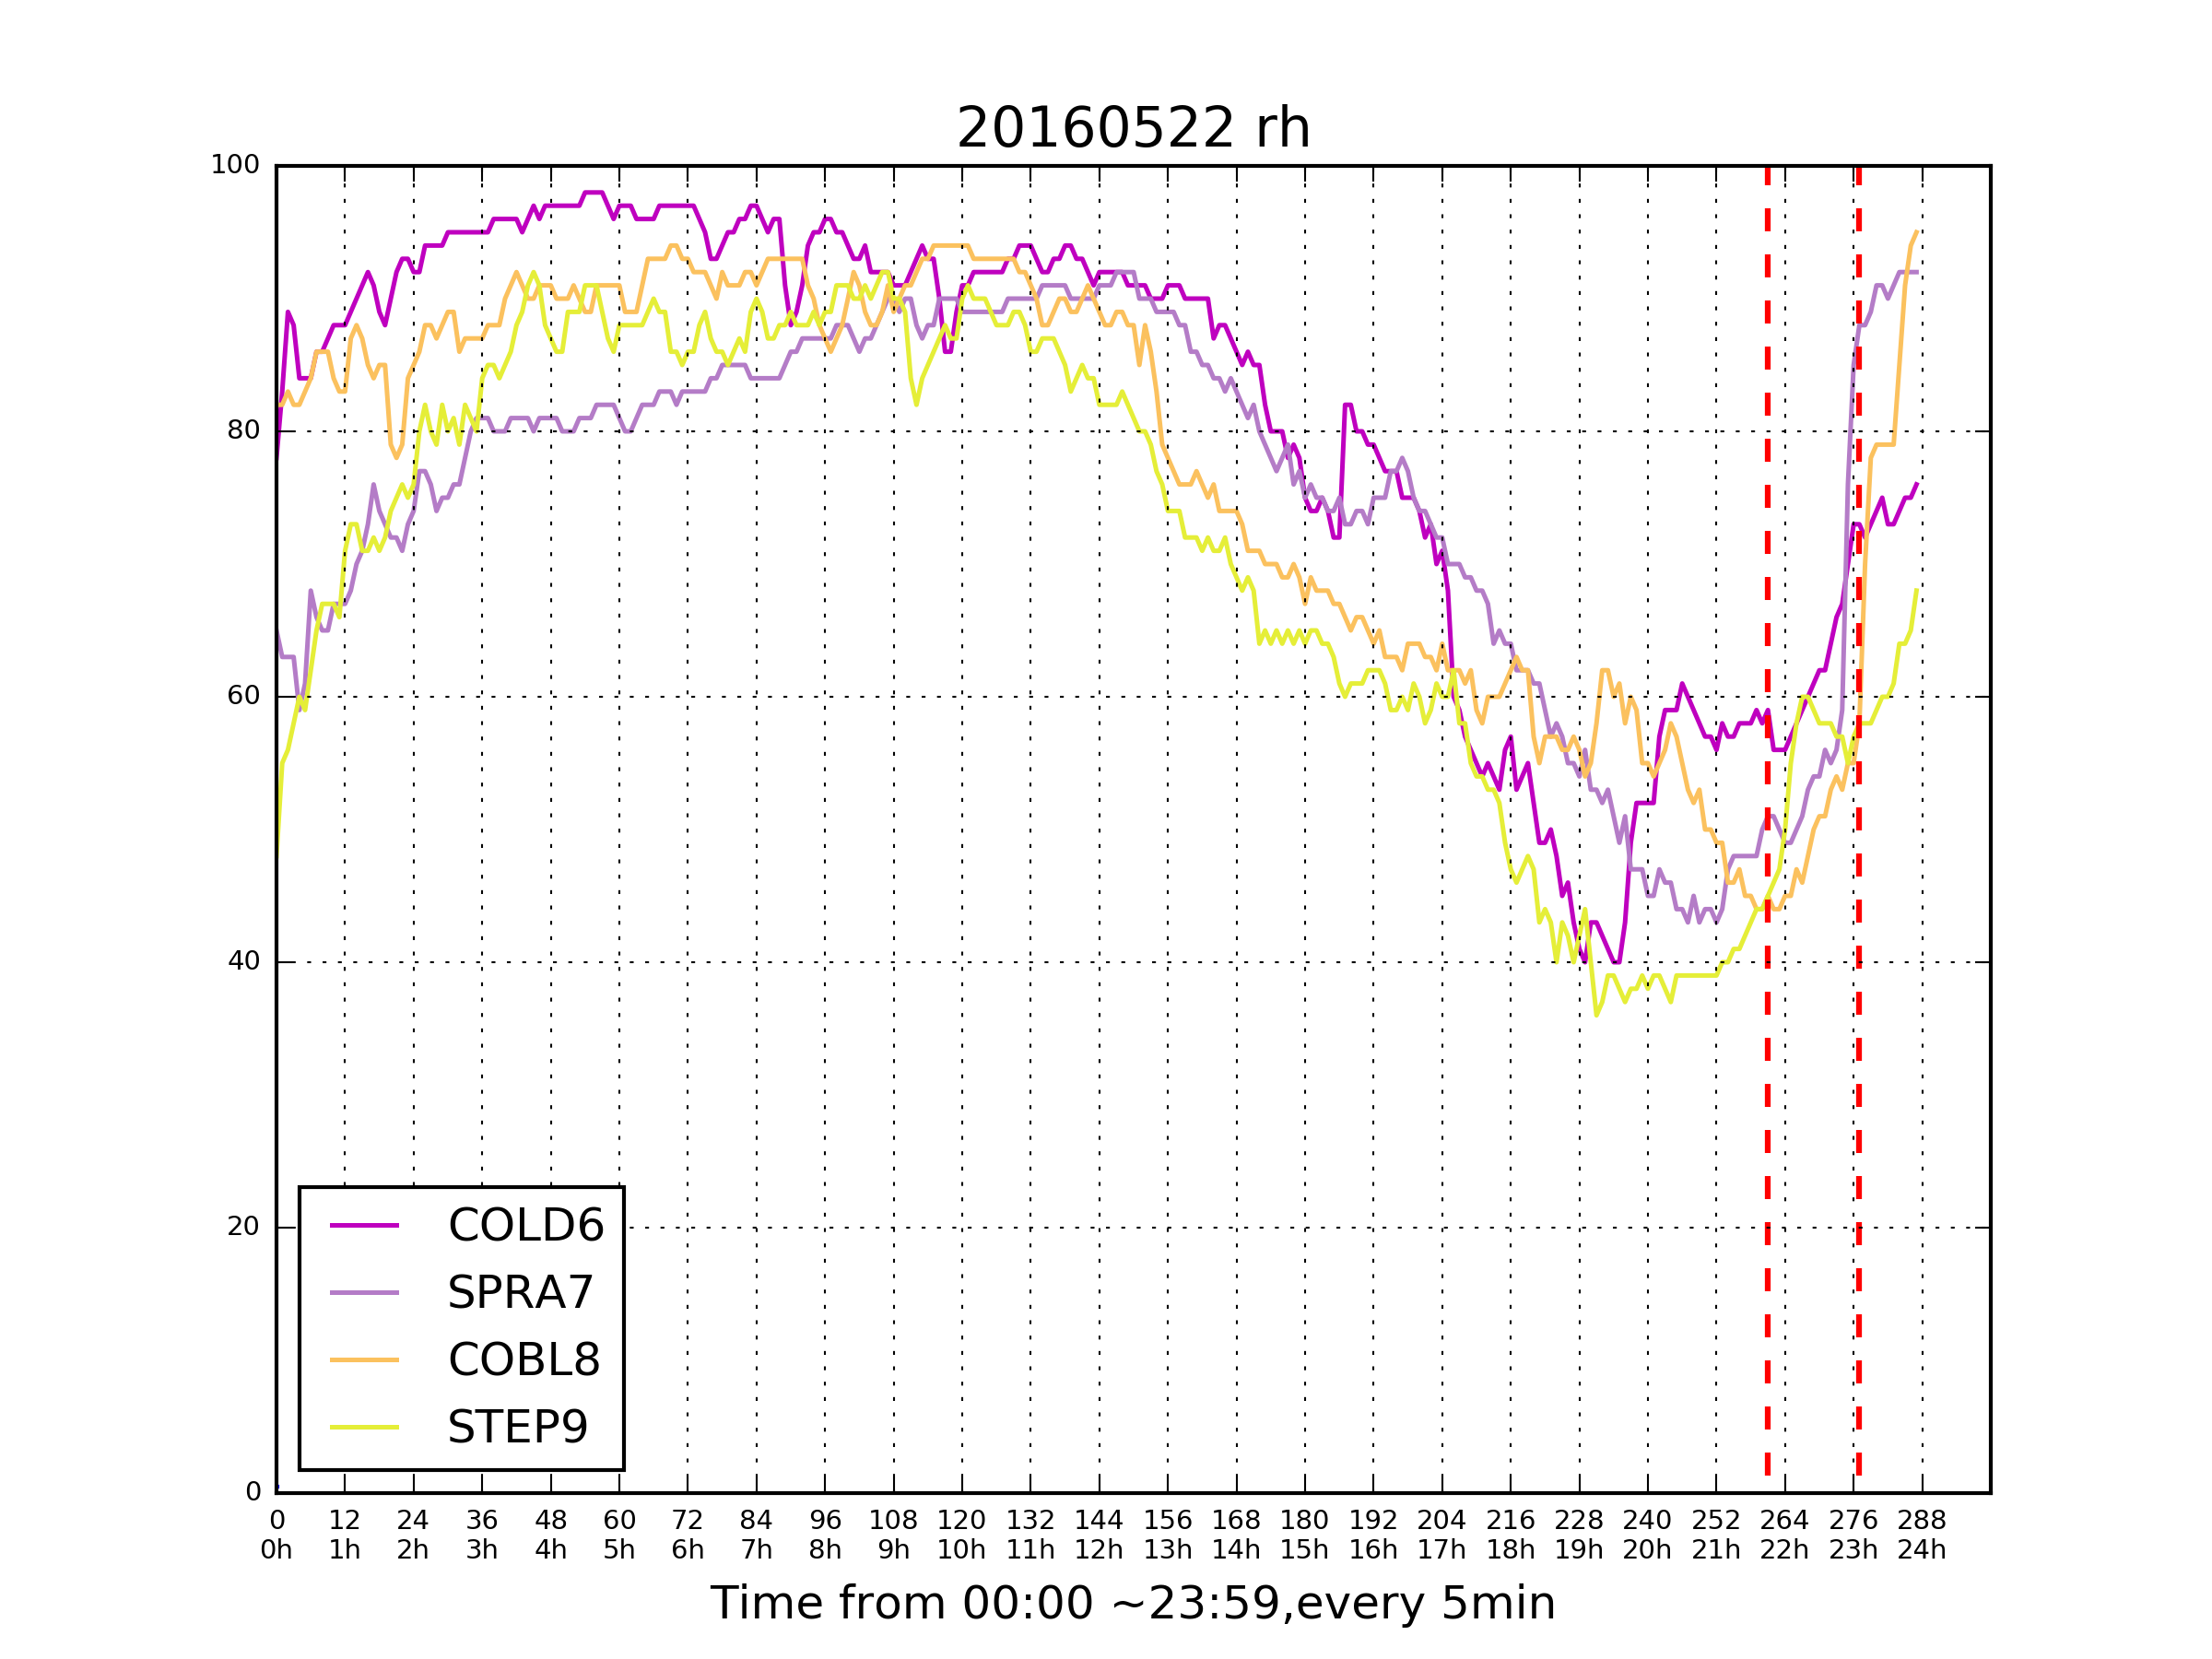 20160522 rh
100
80
60
40
20
0
COLD6
SPRA7
COBL8
STEP9
0 12 24 36 48 60 72 84 96 108 120 132 144 156 168 180 192 204 216 228 240 252 264 276 288
0h 1h 2h 3h 4h 5h 6h 7h 8h 9h 10h 11h 12h 13h 14h 15h 16h 17h 18h 19h 20h 21h 22h 23h 24h
Time from 00:00 ~23:59,every 5min